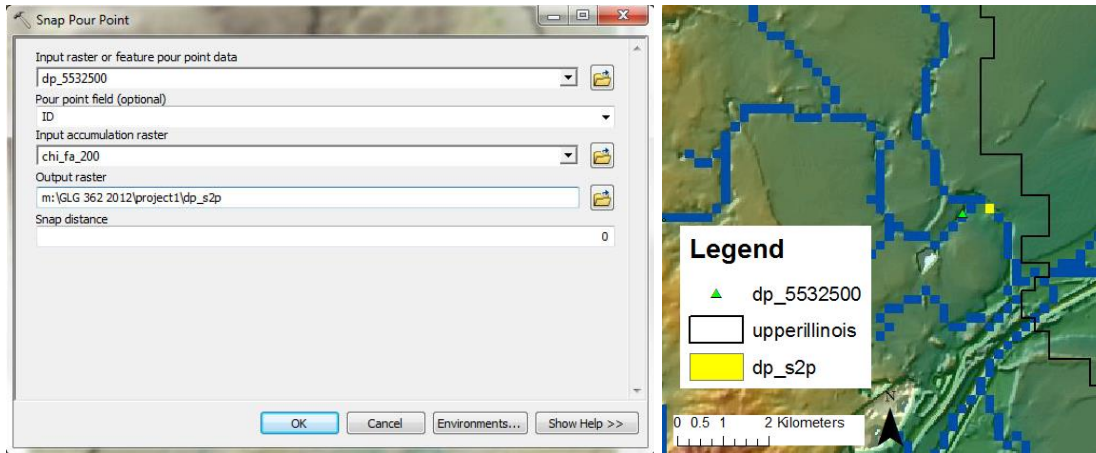 Snap Pour Point
Input raster or feature pour point data
dp_5532500
Pour point field (optional)
ID
Input accumulation raster
chi_fa_200
Output raster
m:\GLG 362 2012\project1\dp_s2p
Snap distance
0
OK
Cancel
Environments...
Show Help >>
Legend
dp_5532500
upperillinois
dp_s2p
N
0 0.5 1 2 Kilometers